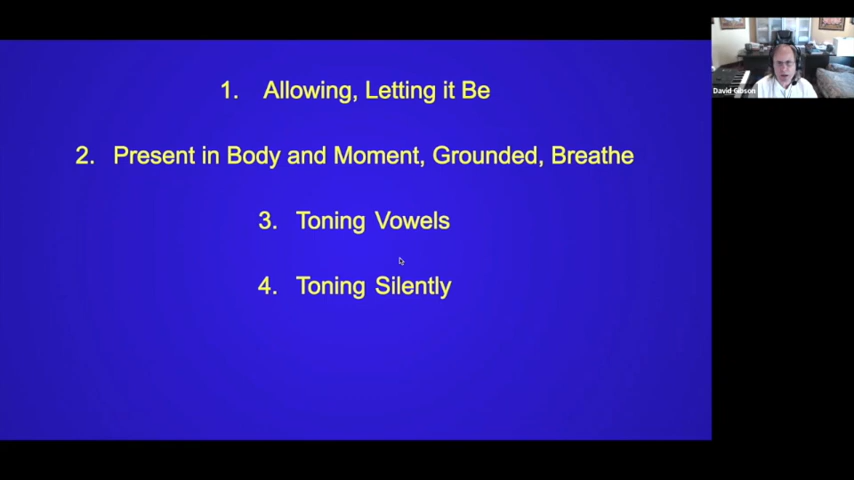 1. Allowing, Letting it Be
2. Present in Body and Moment, Grounded, Breathe
3. Toning Vowels
4. Toning Silently
David Gibson